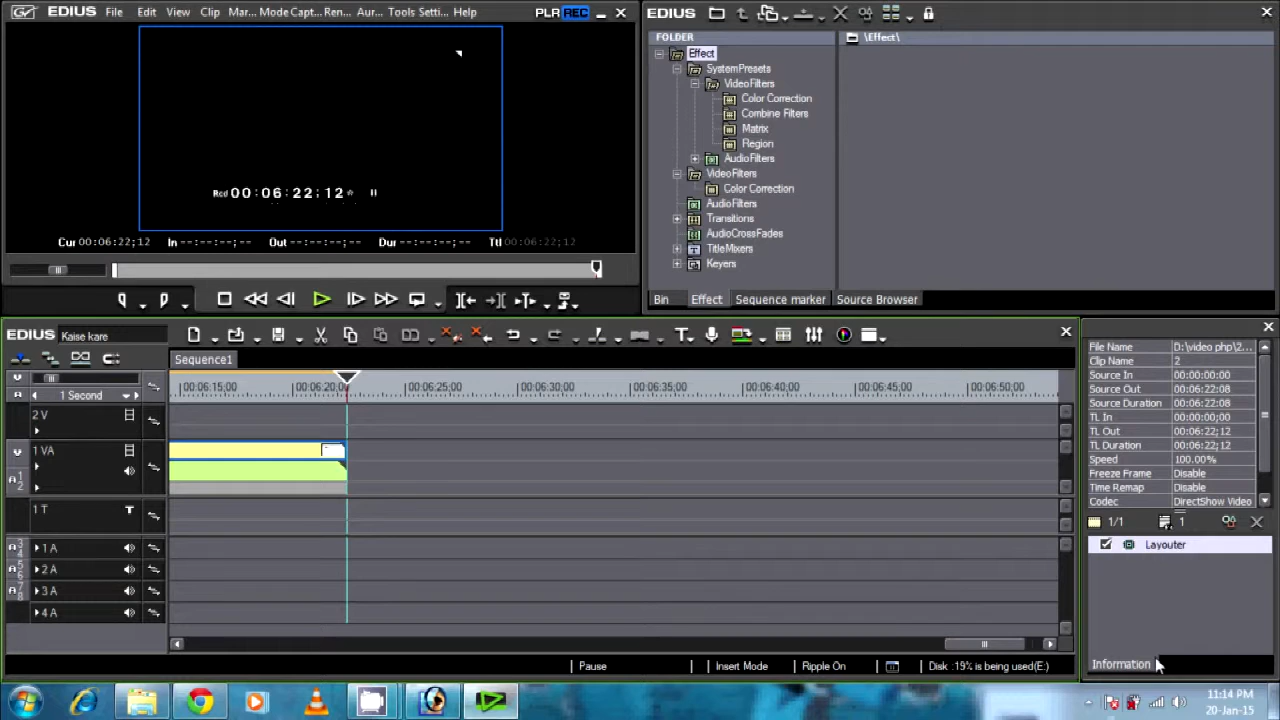 EDIUS File Edit View Clip Mar... Mode Capt... Ren... Aur... Tools Setti... Help PLR REC
Rcd 00:06:22;12
Cur 00:06:22;12 In --:--:--;-- Out --:--:--;-- Dur --:--:--;-- Ttl 00:06:22;12
EDIUS
FOLDER
\Effect\
Effect
SystemPresets
VideoFilters
Color Correction
Combine Filters
Matrix
Region
AudioFilters
VideoFilters
Color Correction
AudioFilters
Transitions
AudioCrossFades
TitleMixers
Keyers
Bin Effect Sequence marker Source Browser
EDIUS Kaise kare
Sequence1
1 Second
00:06:15;00 00:06:20;00 00:06:25;00 00:06:30;00 00:06:35;00 00:06:40;00 00:06:45;00 00:06:50;00
2 V
1 VA
1 T
1 A
2 A
3 A
4 A
Pause Insert Mode Ripple On Disk :19% is being used(E:)
File Name D:\video php\2...
Clip Name 2
Source In 00:00:00;00
Source Out 00:06:22;08
Source Duration 00:06:22;08
TL In 00:00:00;00
TL Out 00:06:22;12
TL Duration 00:06:22;12
Speed 100.00%
Freeze Frame Disable
Time Remap Disable
Codec DirectShow Video
1/1 1
Layouter
Information
11:14 PM
20-Jan-15